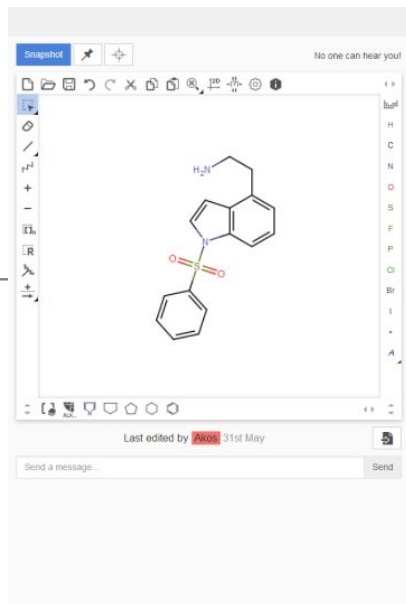 Snapshot
No one can hear you!
H
C
N
O
S
F
P
Cl
Br
I
A
H₂N
N
O
S
O
R
Last edited by Akos 31st May
Send a message...
Send